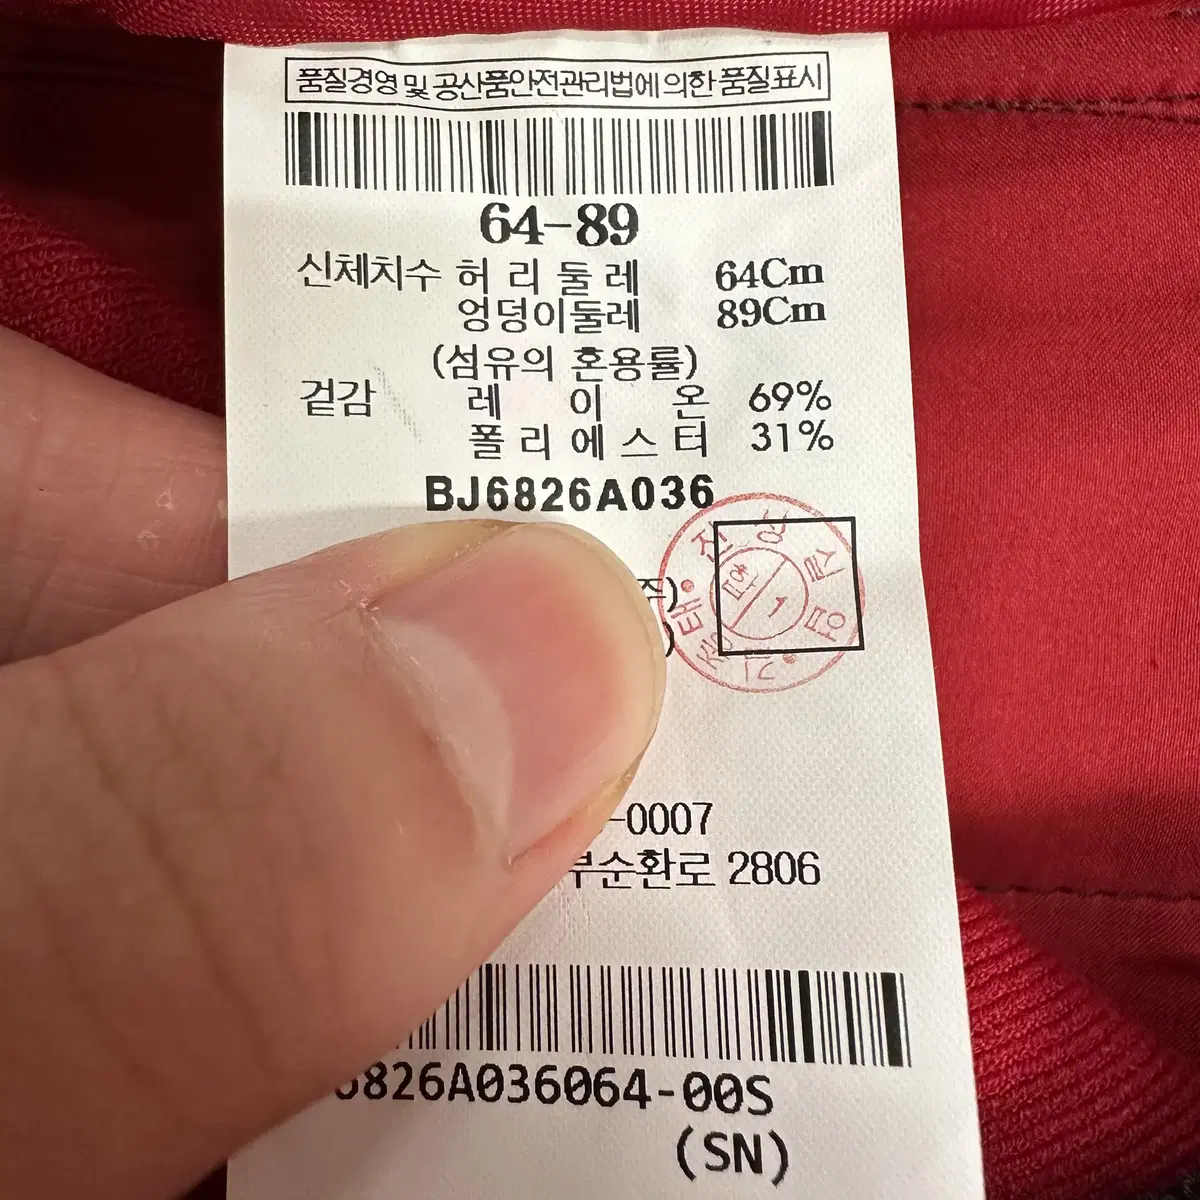 품질경영 및 공산품안전관리법에 의한 품질표시
64-89
신체치수 허 리 둘 레 64Cm
엉덩이둘레 89Cm
(섬유의 혼용률)
겉감 레 이 온 69%
폴 리 에 스 터 31%
BJ6826A036
-0007
부순환로 2806
6826A036064-00S
(SN)